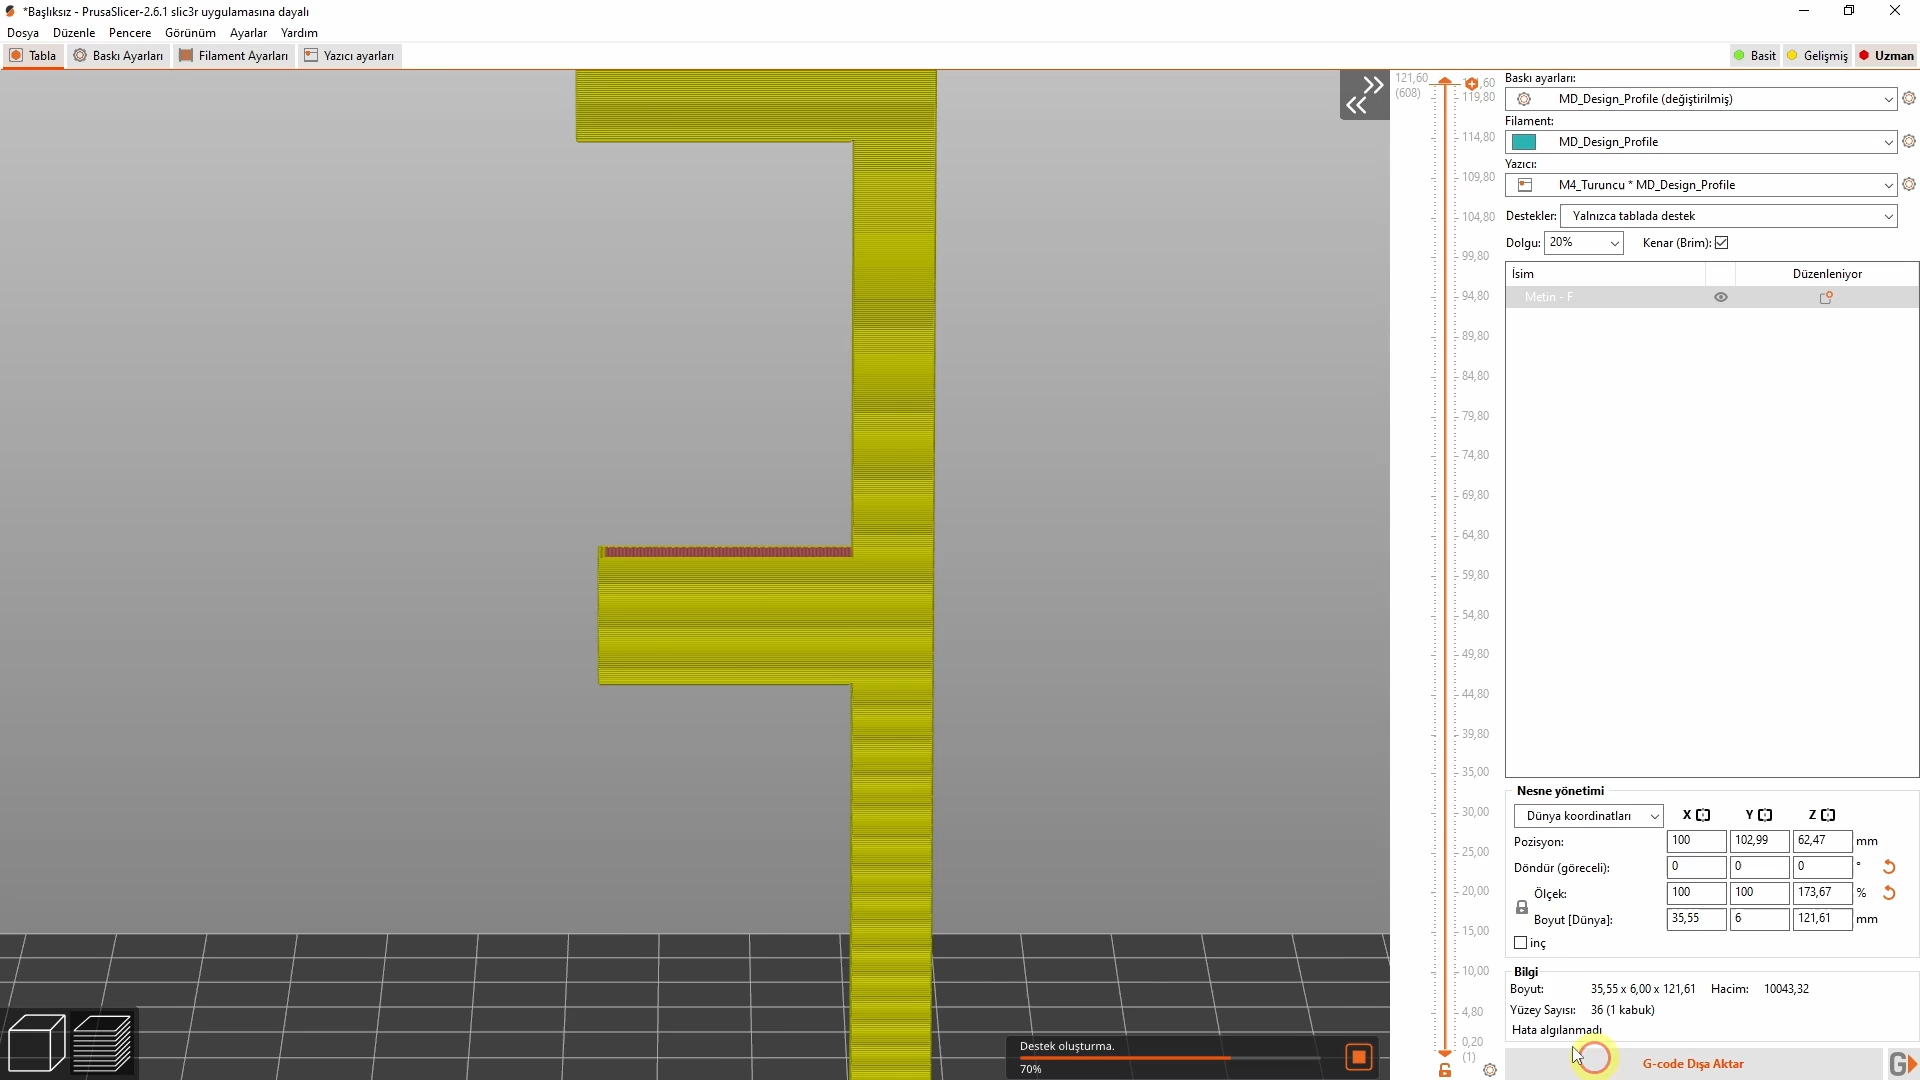 *Başlıksız - PrusaSlicer-2.6.1 slic3r uygulamasına dayalı
Dosya Düzenle Pencere Görünüm Ayarlar Yardım
Tabla Baskı Ayarları Filament Ayarları Yazıcı ayarları
Basit Gelişmiş Uzman
121,60
(608)
119,80
114,80
109,80
104,80
99,80
94,80
89,80
84,80
79,80
74,80
69,80
64,80
59,80
54,80
49,80
44,80
39,80
35,00
30,00
25,00
20,00
15,00
10,00
4,80
0,20
(1)
Baskı ayarları:
MD_Design_Profile (değiştirilmiş)
Filament:
MD_Design_Profile
Yazıcı:
M4_Turuncu * MD_Design_Profile
Destekler: Yalnızca tablada destek
Dolgu: 20% Kenar (Brim):
İsim Düzenleniyor
Metin - F
Nesne yönetimi
Dünya koordinatları X Y Z
Pozisyon: 100 102,99 62,47 mm
Döndür (göreceli): 0 0 0 °
Ölçek: 100 100 173,67 %
Boyut [Dünya]: 35,55 6 121,61 mm
inç
Bilgi
Boyut: 35,55 x 6,00 x 121,61 Hacim: 10043,32
Yüzey Sayısı: 36 (1 kabuk)
Hata algılanmadı
G-code Dışa Aktar
Destek oluşturma.
70%